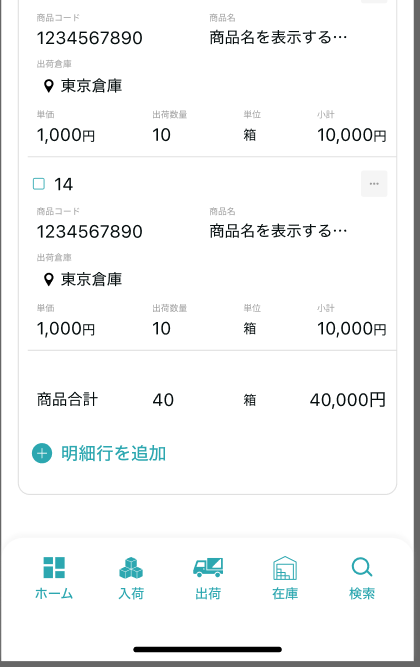 商品コード 商品名
1234567890 商品名を表示する…
出荷倉庫
東京倉庫
単価 出荷数量 単位 小計
1,000円 10 箱 10,000円
14 …
商品コード 商品名
1234567890 商品名を表示する…
出荷倉庫
東京倉庫
単価 出荷数量 単位 小計
1,000円 10 箱 10,000円
商品合計 40 箱 40,000円
明細行を追加
ホーム 入荷 出荷 在庫 検索